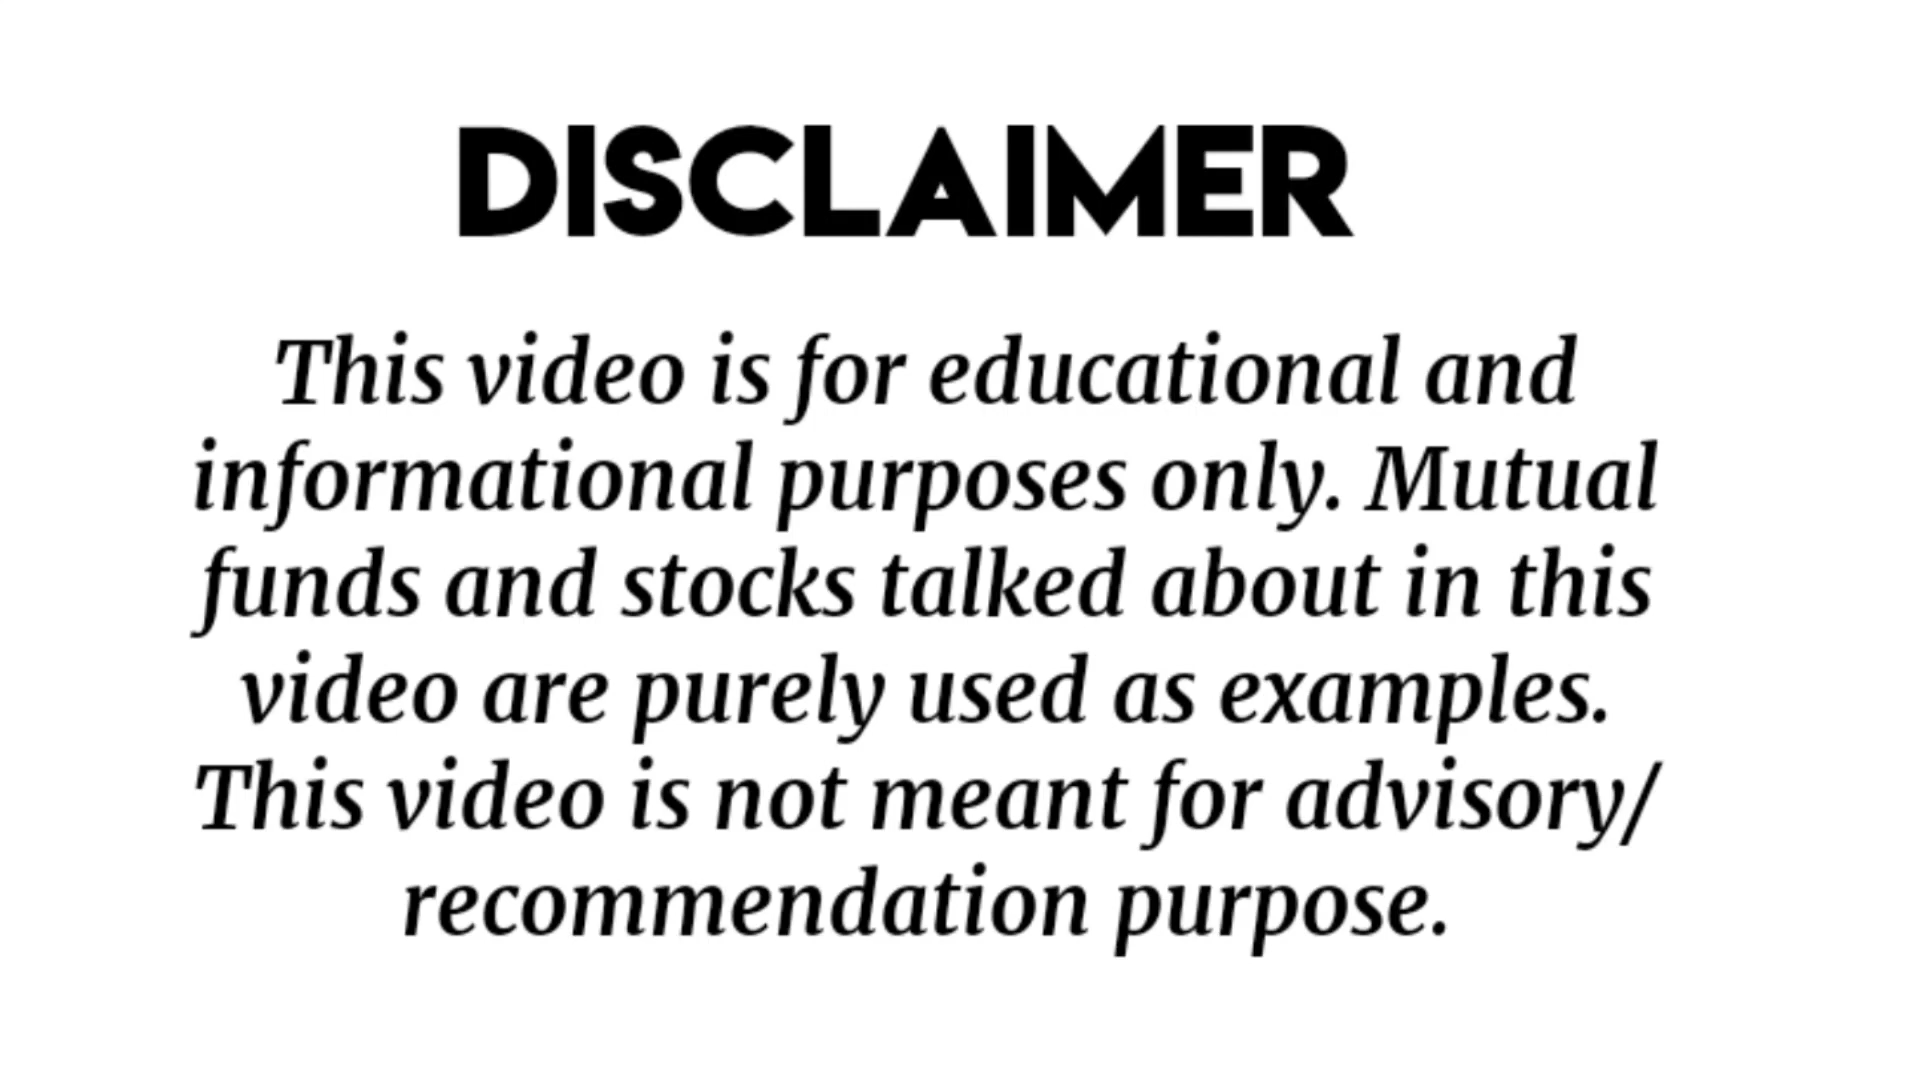 DISCLAIMER
This video is for educational and
informational purposes only. Mutual
funds and stocks talked about in this
video are purely used as examples.
This video is not meant for advisory/
recommendation purpose.